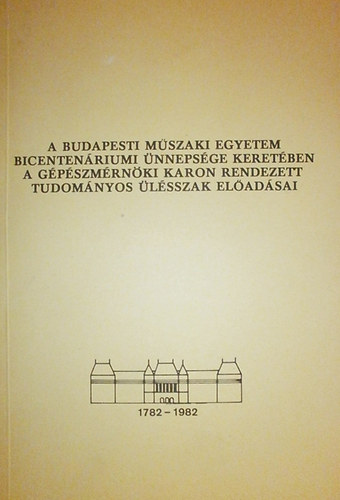 A BUDAPESTI MŰSZAKI EGYETEM
BICENTENÁRIUMI ÜNNEPSÉGE KERETÉBEN
A GÉPÉSZMÉRNÖKI KARON RENDEZETT
TUDOMÁNYOS ÜLÉSSZAK ELŐADÁSAI
1782 – 1982